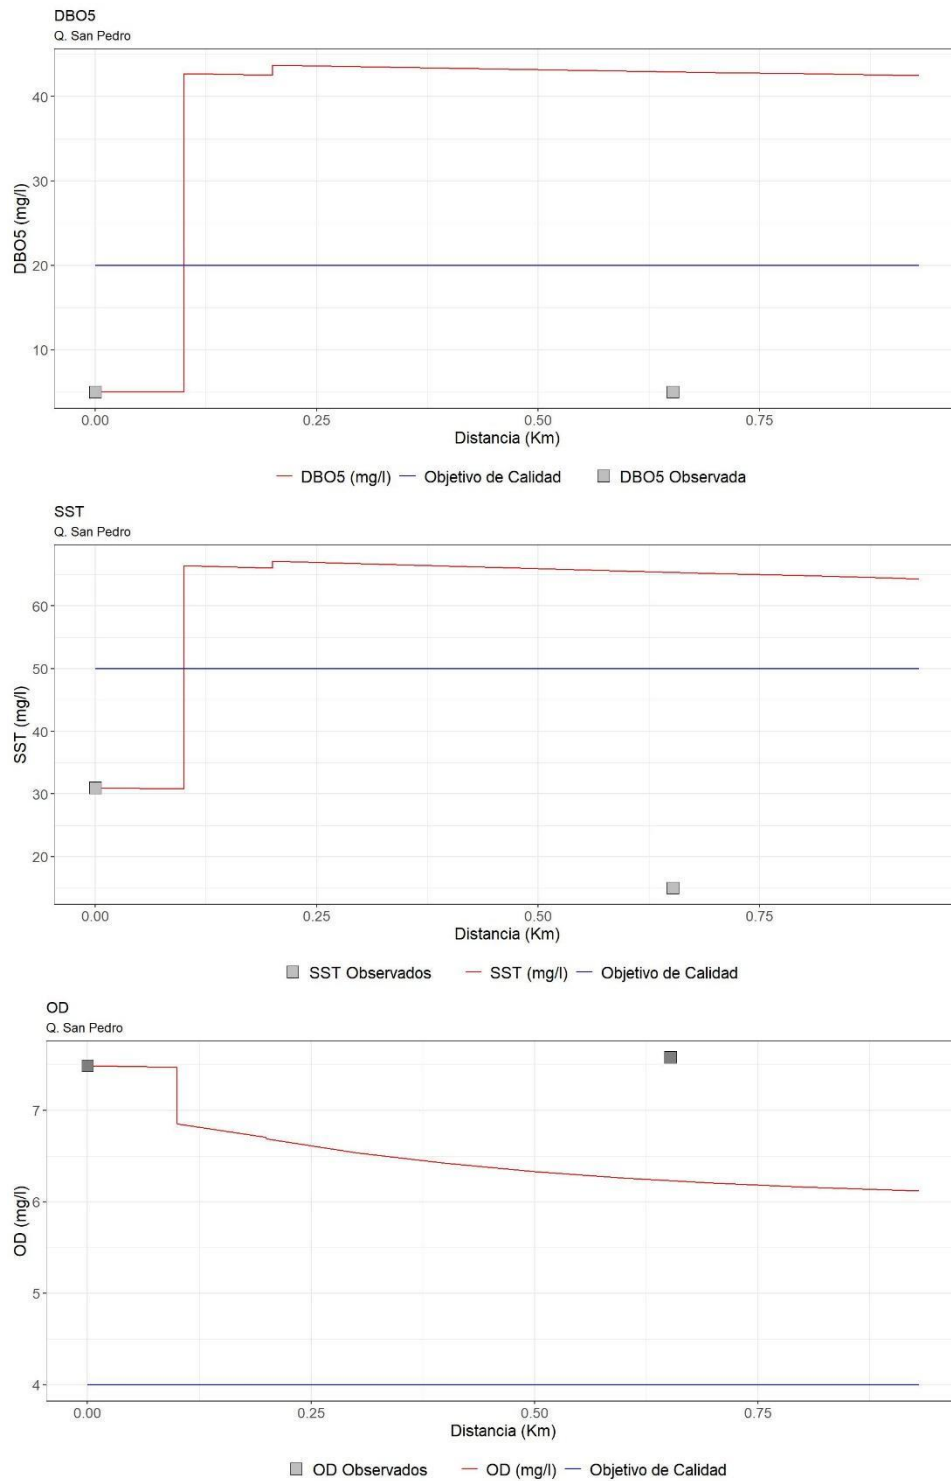 DBO5
Q. San Pedro
DBO5 (mg/l)
40
30
20
10
0.00 0.25 0.50 0.75
Distancia (Km)
DBO5 (mg/l) Objetivo de Calidad DBO5 Observada
SST
Q. San Pedro
SST (mg/l)
60
50
40
30
20
0.00 0.25 0.50 0.75
Distancia (Km)
SST Observados SST (mg/l) Objetivo de Calidad
OD
Q. San Pedro
OD (mg/l)
7
6
5
4
0.00 0.25 0.50 0.75
Distancia (Km)
OD Observados OD (mg/l) Objetivo de Calidad